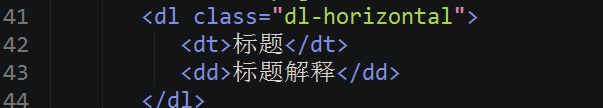 41 <dl class="dl-horizontal">
42 <dt>标题</dt>
43 <dd>标题解释</dd>
44 </dl>